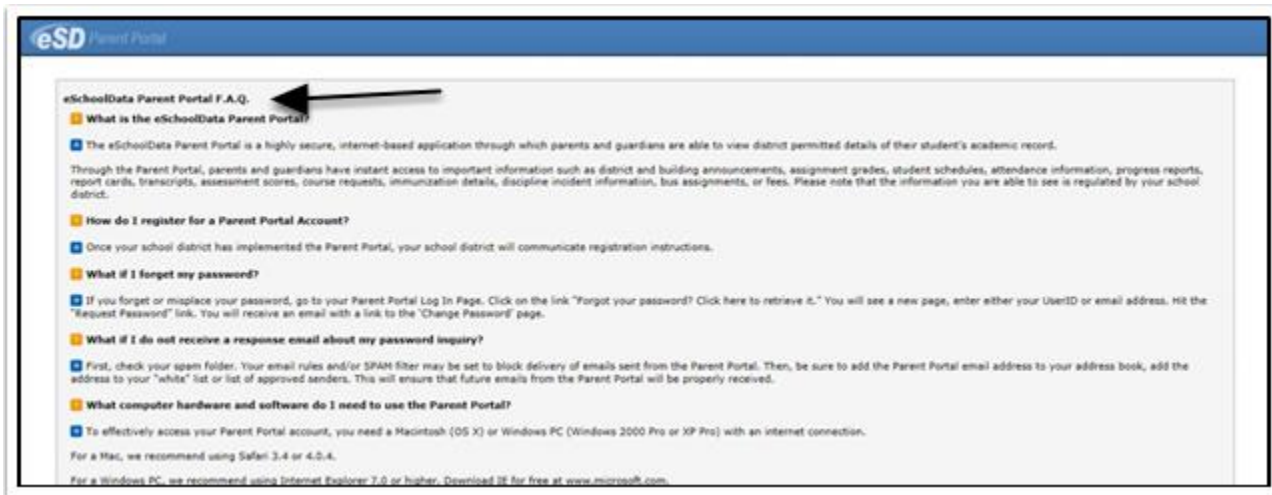 eSD Parent Portal
eSchoolData Parent Portal F.A.Q.
What is the eSchoolData Parent Portal?
The eSchoolData Parent Portal is a highly secure, internet-based application through which parents and guardians are able to view district permitted details of their student's academic record.
Through the Parent Portal, parents and guardians have instant access to important information such as district and building announcements, assignment grades, student schedules, attendance information, progress reports,
report cards, transcripts, assessment scores, course requests, immunization details, discipline incident information, bus assignments, or fees. Please note that the information you are able to see is regulated by your school
district.
How do I register for a Parent Portal Account?
Once your school district has implemented the Parent Portal, your school district will communicate registration instructions.
What if I forget my password?
If you forget or misplace your password, go to your Parent Portal Log In Page. Click on the link "Forgot your password? Click here to retrieve it." You will see a new page, enter either your UserID or email address. Hit the
"Request Password" link. You will receive an email with a link to the 'Change Password' page.
What if I do not receive a response email about my password inquiry?
First, check your spam folder. Your email rules and/or SPAM filter may be set to block delivery of emails sent from the Parent Portal. Then, be sure to add the Parent Portal email address to your address book, add the
address to your "white" list or list of approved senders. This will ensure that future emails from the Parent Portal will be properly received.
What computer hardware and software do I need to use the Parent Portal?
To effectively access your Parent Portal account, you need a Macintosh (OS X) or Windows PC (Windows 2000 Pro or XP Pro) with an internet connection.
For a Mac, we recommend using Safari 3.4 or 4.0.4.
For a Windows PC, we recommend using Internet Explorer 7.0 or higher. Download IE for free at www.microsoft.com.